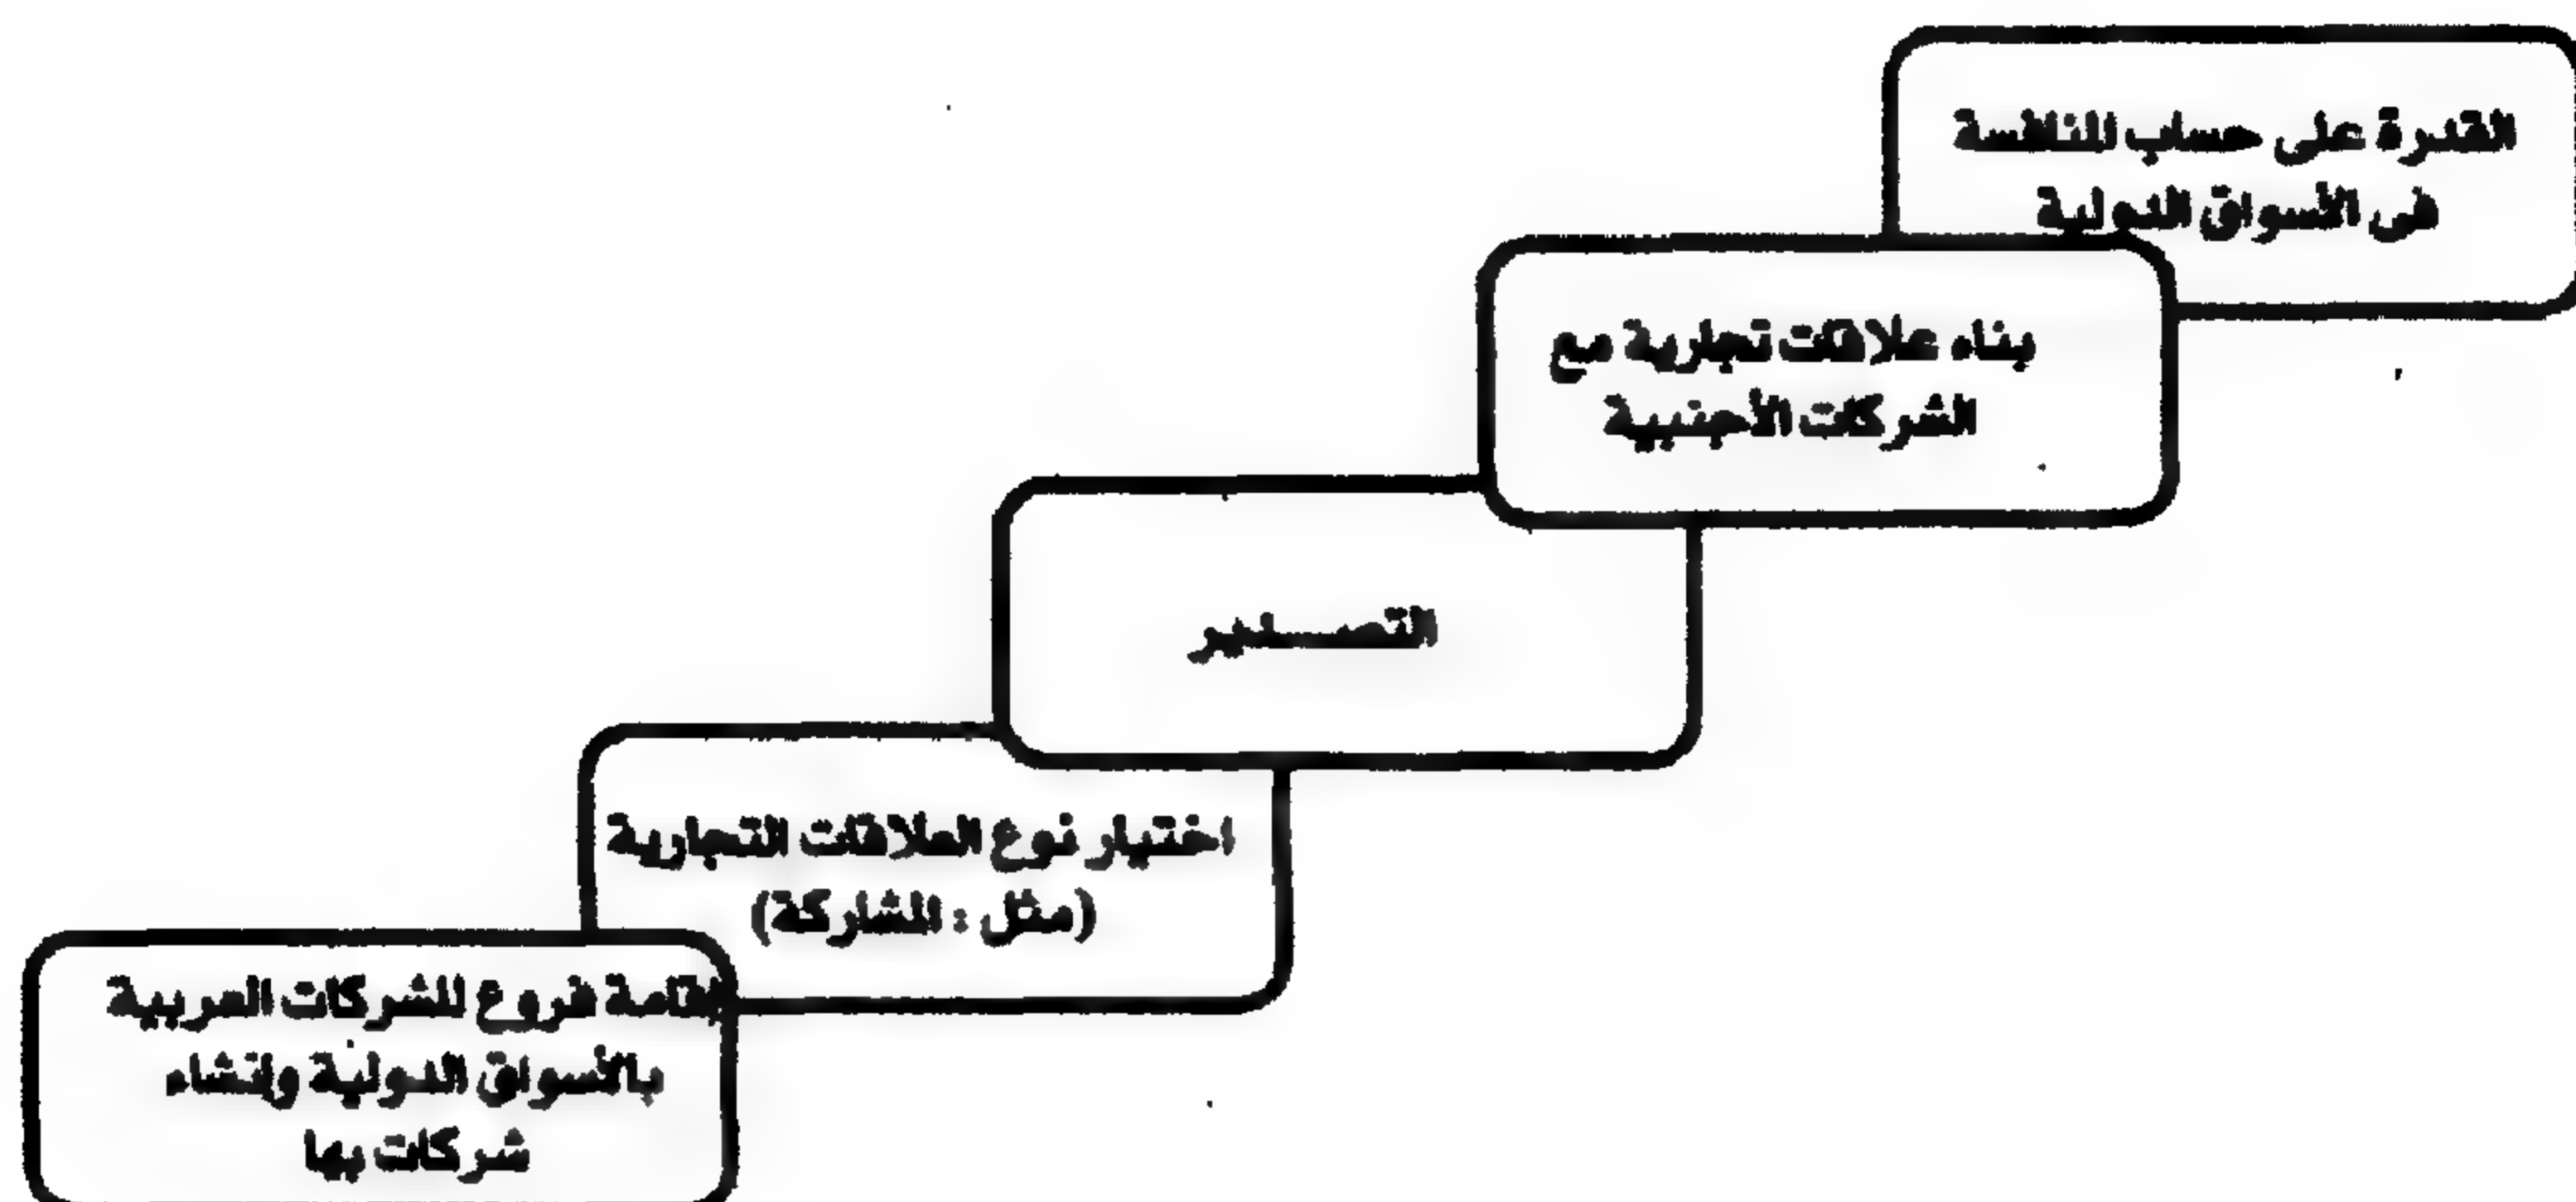 القدرة على حساب المنافسة
فى الأسواق الدولية
بناء علاقات تجارية مع
الشركات الأجنبية
التصـــدير
اختيار نوع العلاقات التجارية
(مثل : المشاركة)
إقامة فروع للشركات العربية
بالأسواق الدولية وإنشاء
شركات بها